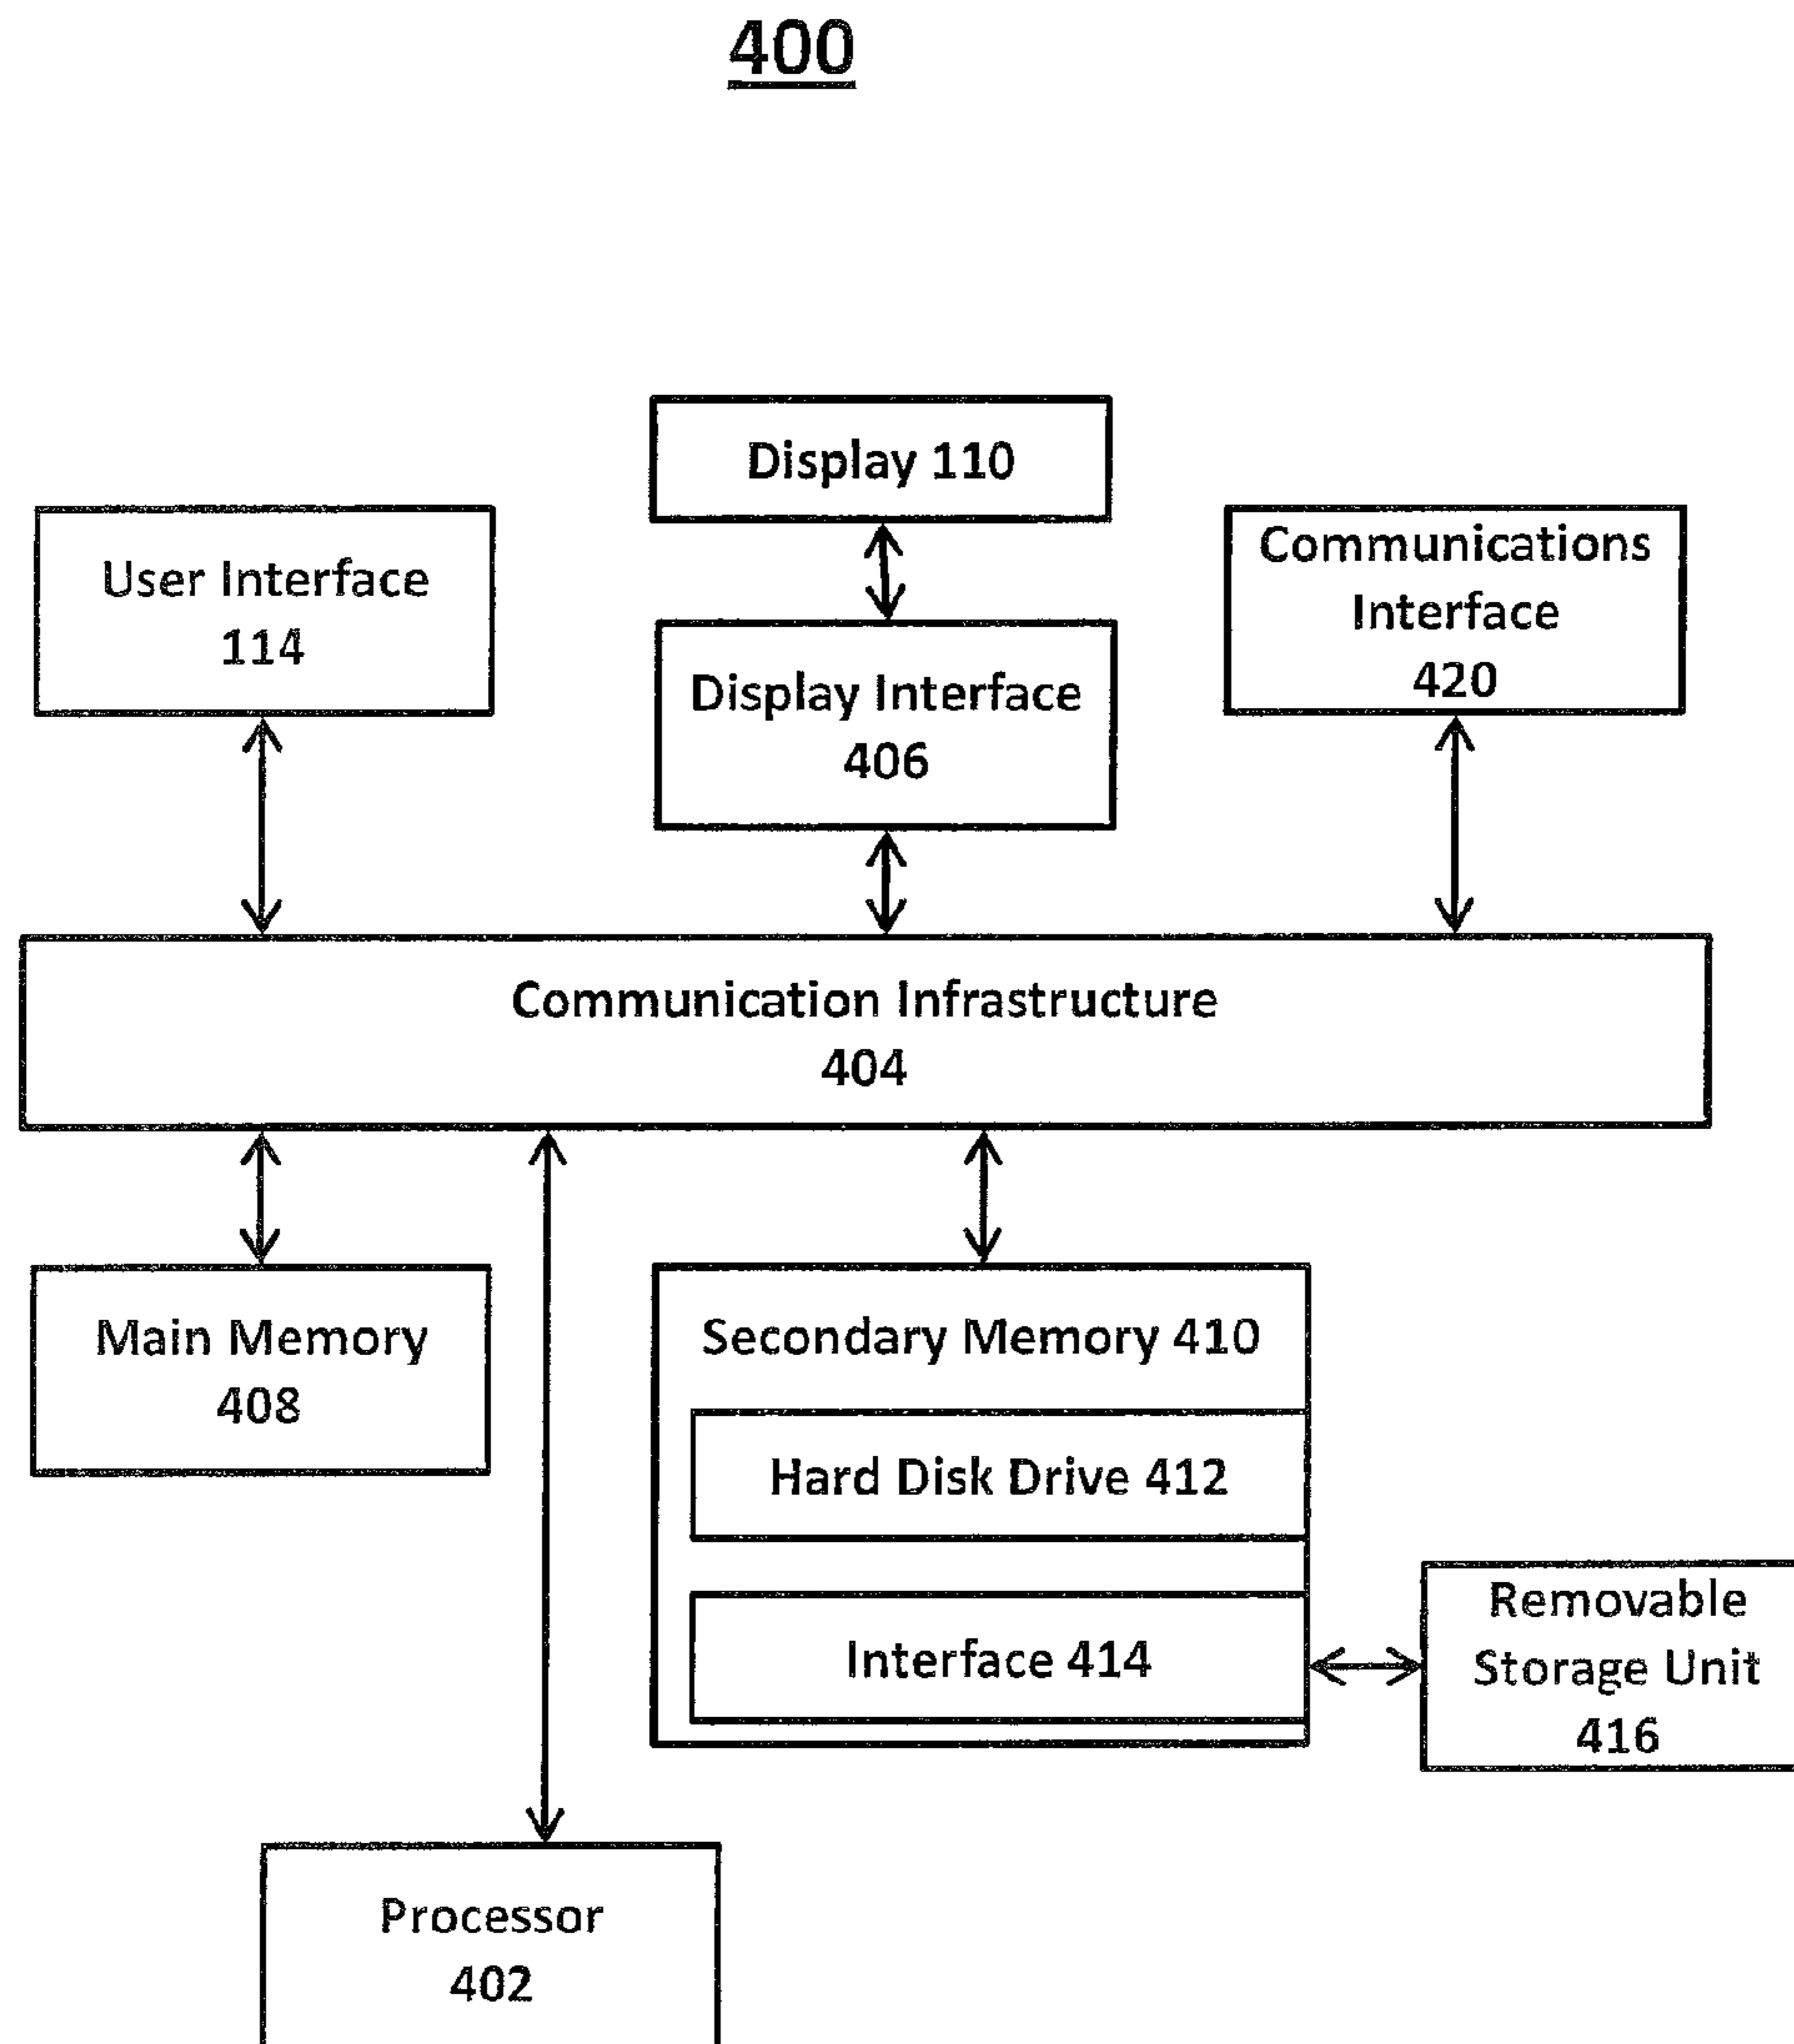 400
Display 110
User Interface
114
Communications
Interface
420
Display Interface
406
Communication Infrastructure
404
Main Memory
408
Secondary Memory 410
Hard Disk Drive 412
Interface 414
Removable
Storage Unit
416
Processor
402